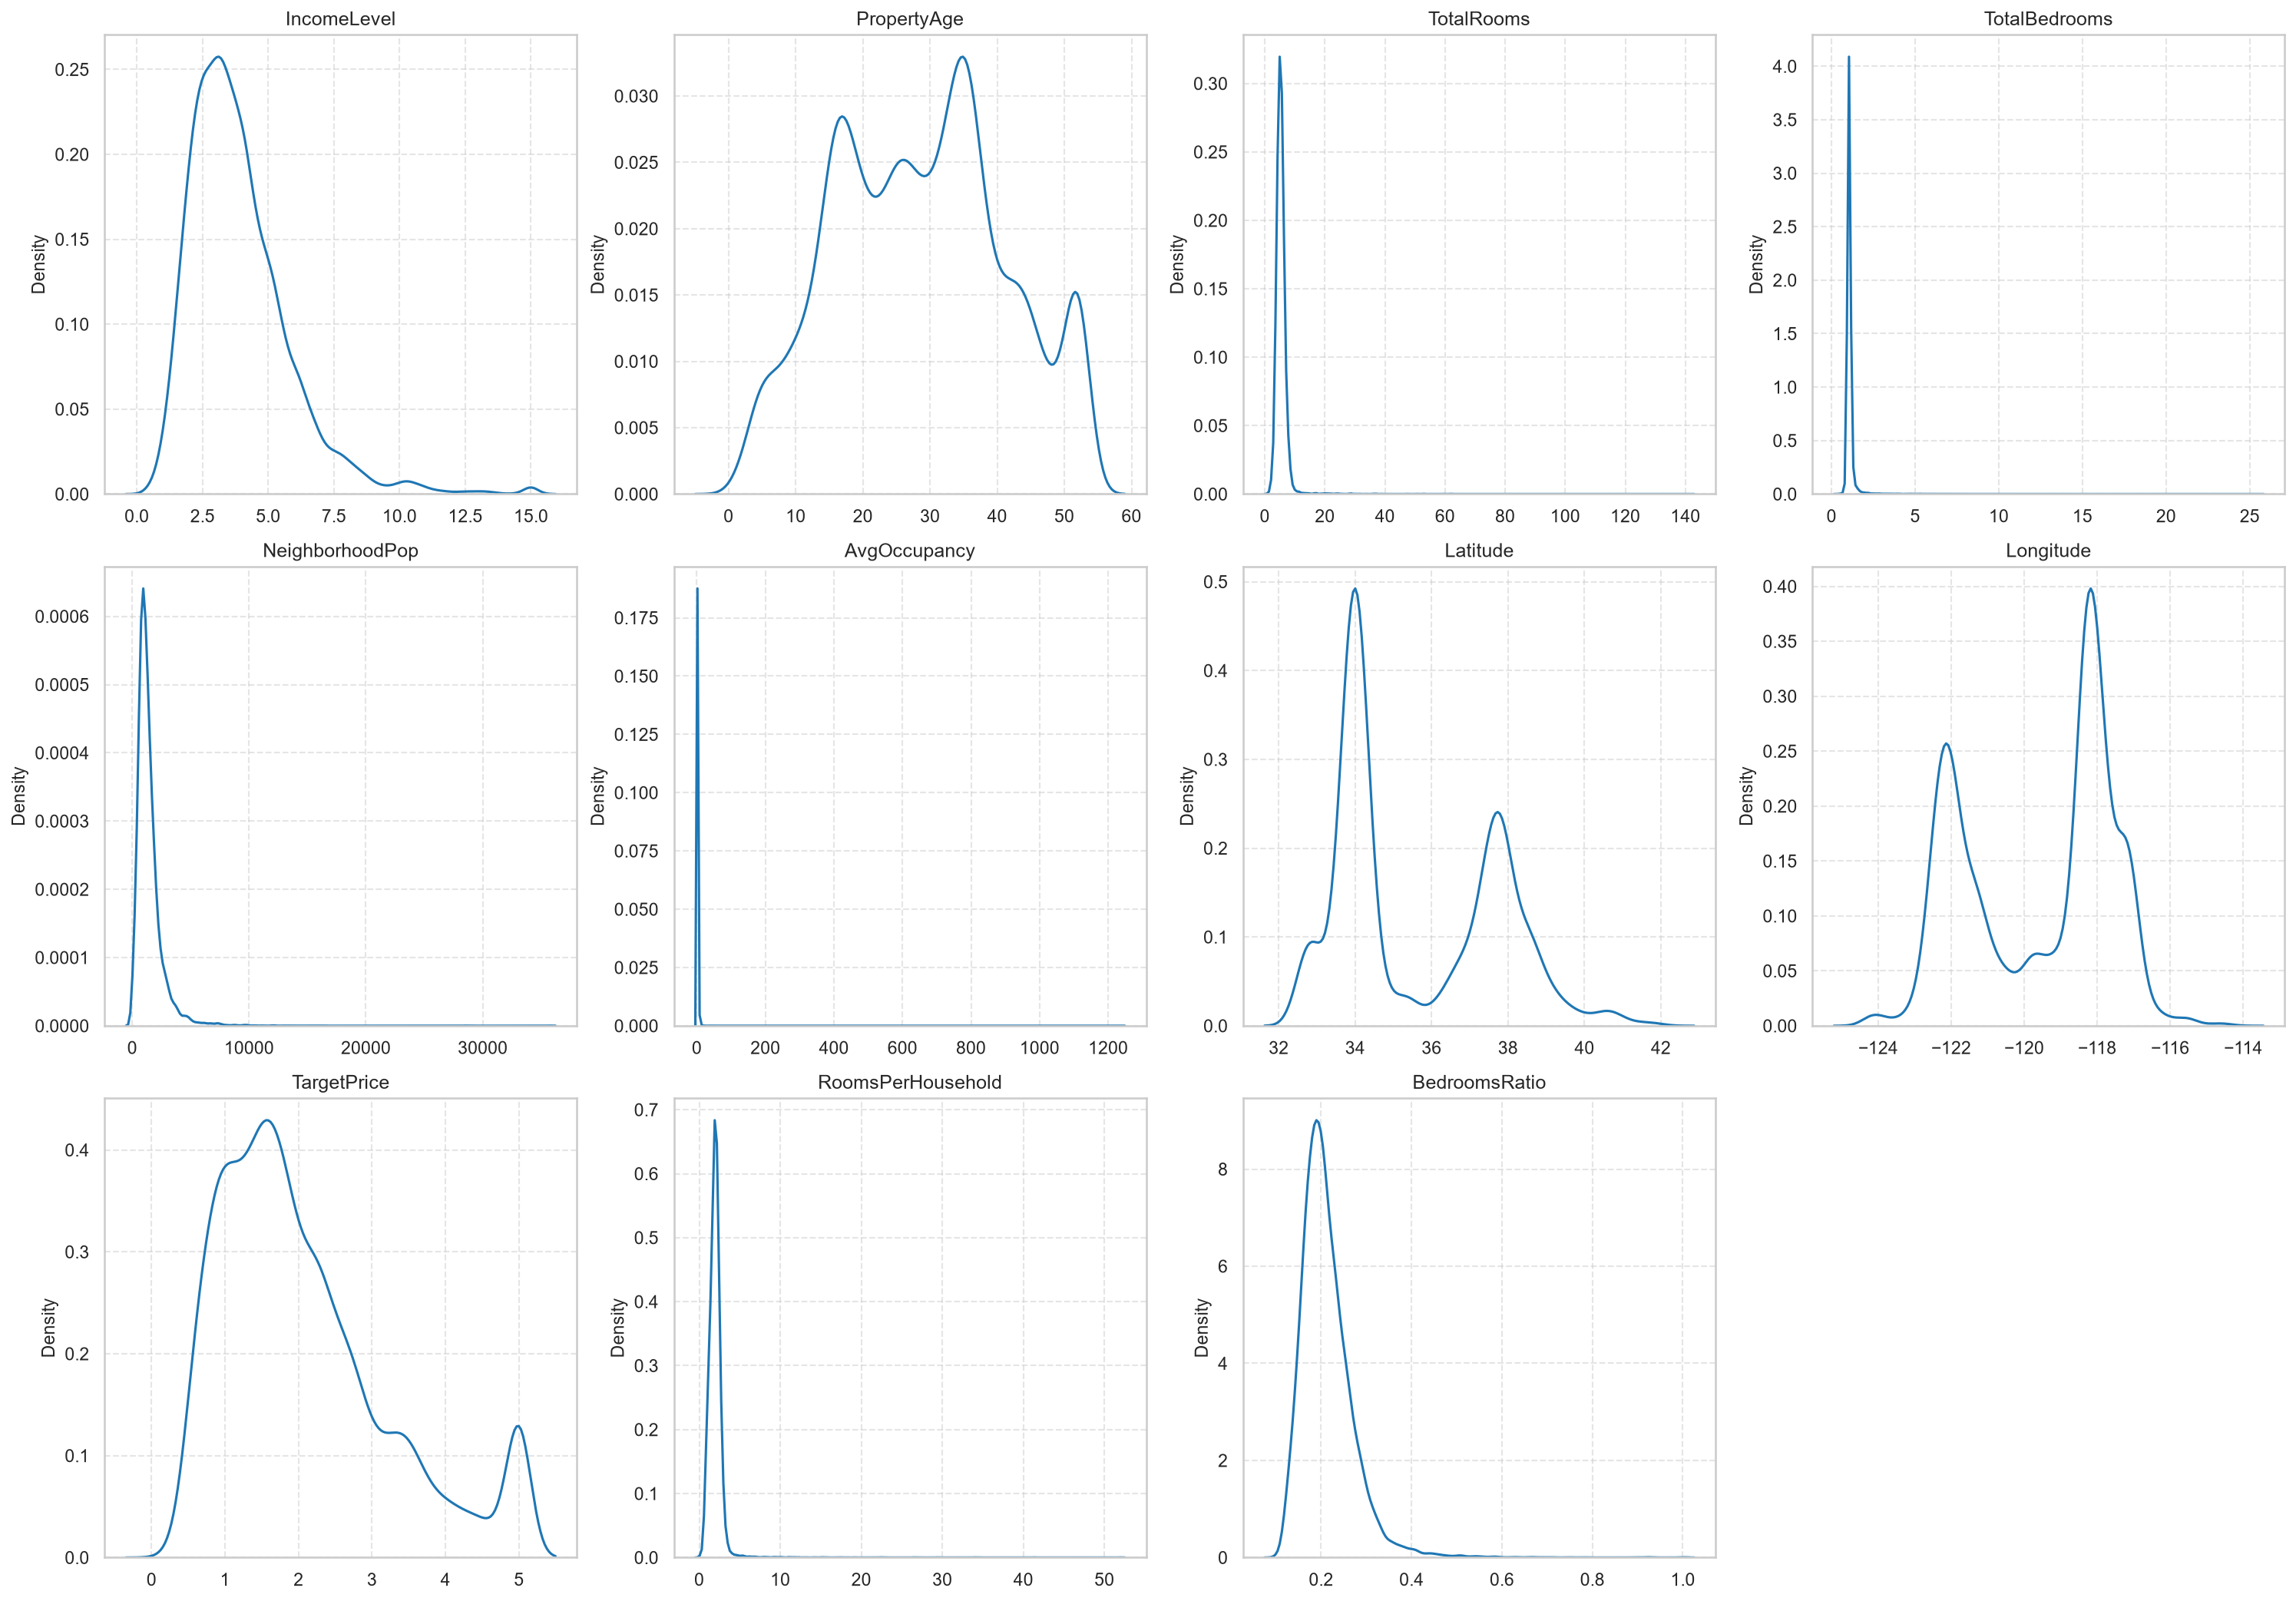 IncomeLevel
Density
0.25
0.20
0.15
0.10
0.05
0.00
0.0 2.5 5.0 7.5 10.0 12.5 15.0
PropertyAge
Density
0.030
0.025
0.020
0.015
0.010
0.005
0.000
0 10 20 30 40 50 60
TotalRooms
Density
0.30
0.25
0.20
0.15
0.10
0.05
0.00
0 20 40 60 80 100 120 140
TotalBedrooms
Density
4.0
3.5
3.0
2.5
2.0
1.5
1.0
0.5
0.0
0 5 10 15 20 25
NeighborhoodPop
Density
0.0006
0.0005
0.0004
0.0003
0.0002
0.0001
0.0000
0 10000 20000 30000
AvgOccupancy
Density
0.175
0.150
0.125
0.100
0.075
0.050
0.025
0.000
0 200 400 600 800 1000 1200
Latitude
Density
0.5
0.4
0.3
0.2
0.1
0.0
32 34 36 38 40 42
Longitude
Density
0.40
0.35
0.30
0.25
0.20
0.15
0.10
0.05
0.00
−124 −122 −120 −118 −116 −114
TargetPrice
Density
0.4
0.3
0.2
0.1
0.0
0 1 2 3 4 5
RoomsPerHousehold
Density
0.7
0.6
0.5
0.4
0.3
0.2
0.1
0.0
0 10 20 30 40 50
BedroomsRatio
Density
8
6
4
2
0
0.2 0.4 0.6 0.8 1.0